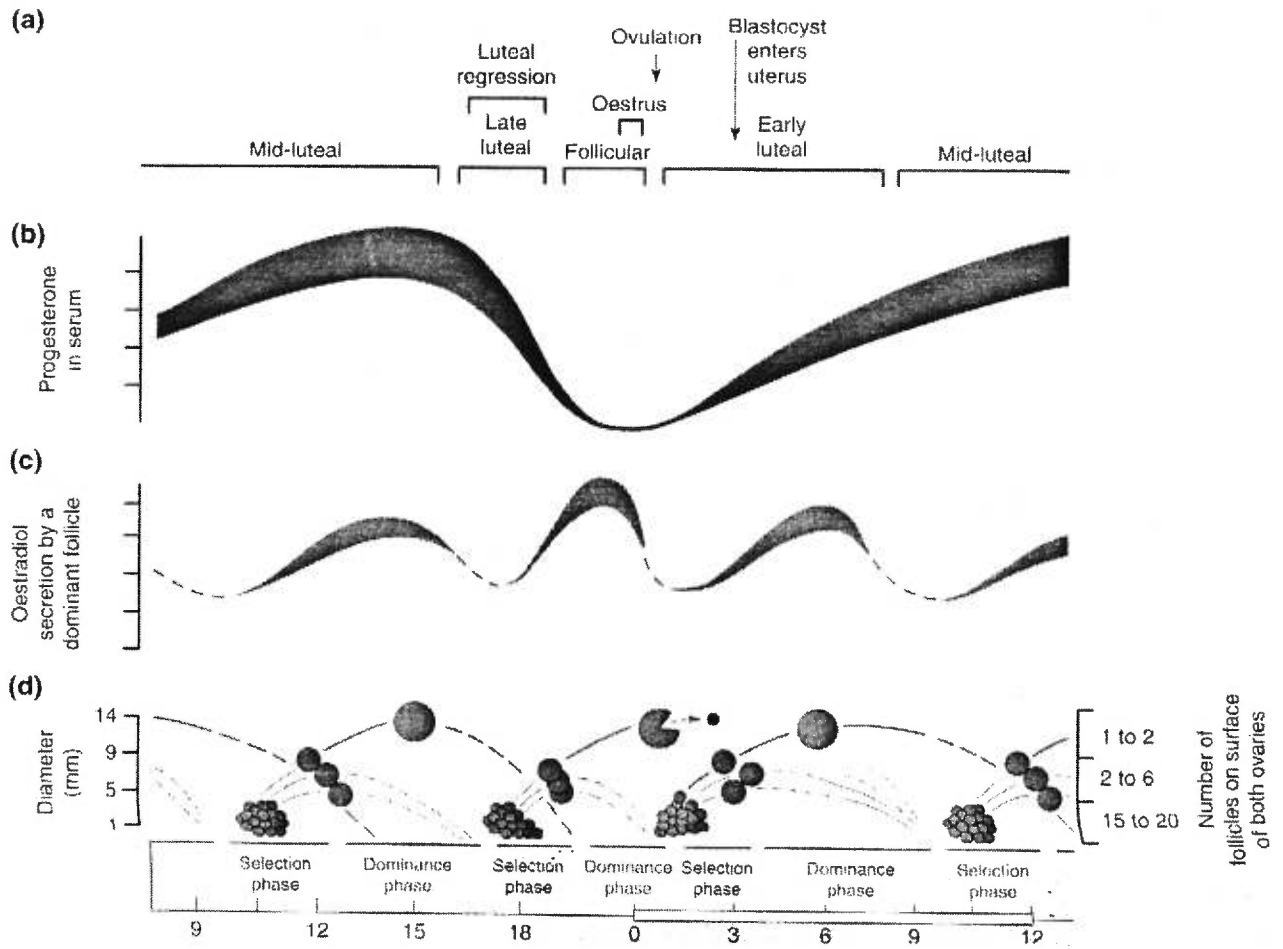 (a)
Ovulation
Blastocyst
enters
uterus
Luteal
regression
Oestrus
Late
luteal
Early
luteal
Mid-luteal
Follicular
Mid-luteal
(b)
Progesterone
in serum
(c)
Oestradiol
secretion by a
dominant follicle
(d)
Diameter
(mm)
14
9
5
1
1 to 2
2 to 6
15 to 20
Number of
follicles on surface
of both ovaries
Selection
phase
Dominance
phase
Selection
phase
Dominance
phase
Selection
phase
Dominance
phase
Selection
phase
9
12
15
18
0
3
6
9
12